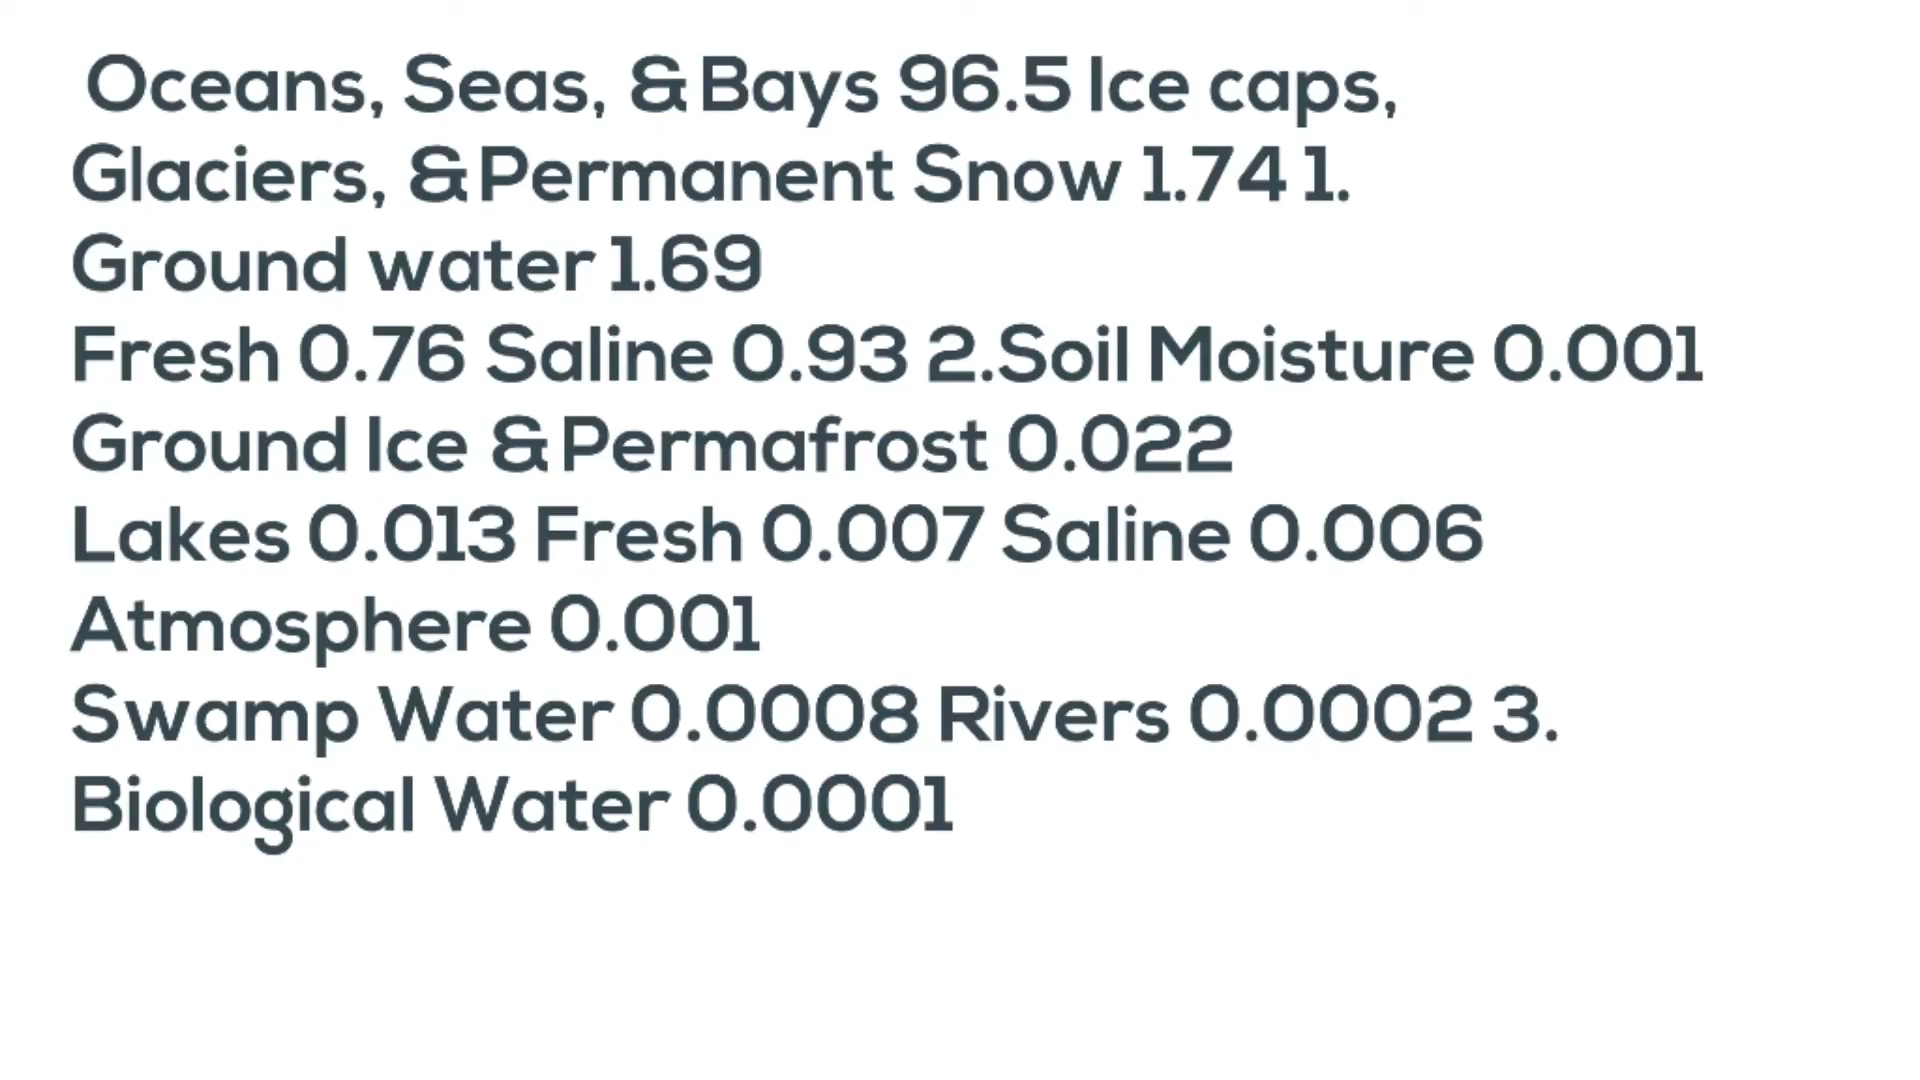 Oceans, Seas, & Bays 96.5 Ice caps,
Glaciers, & Permanent Snow 1.74 1.
Ground water 1.69
Fresh 0.76 Saline 0.93 2.Soil Moisture 0.001
Ground Ice & Permafrost 0.022
Lakes 0.013 Fresh 0.007 Saline 0.006
Atmosphere 0.001
Swamp Water 0.0008 Rivers 0.0002 3.
Biological Water 0.0001